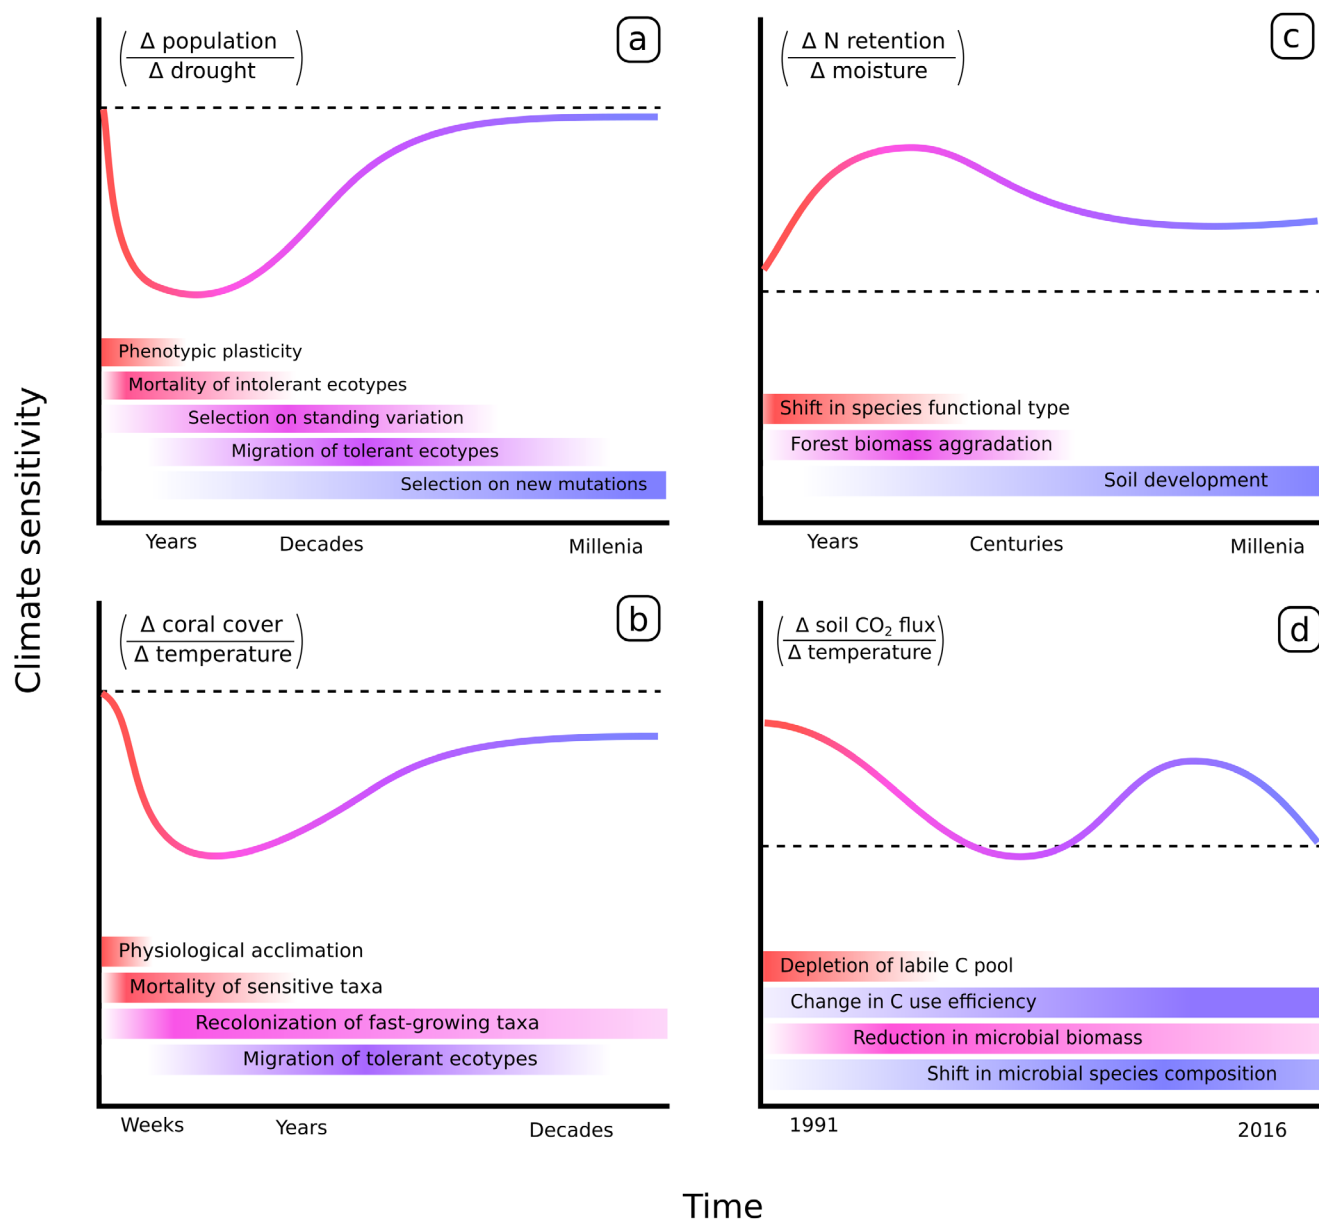 Climate sensitivity
a
Δ population
Δ drought
Phenotypic plasticity
Mortality of intolerant ecotypes
Selection on standing variation
Migration of tolerant ecotypes
Selection on new mutations
Years Decades Millenia
c
Δ N retention
Δ moisture
Shift in species functional type
Forest biomass aggradation
Soil development
Years Centuries Millenia
b
Δ coral cover
Δ temperature
Physiological acclimation
Mortality of sensitive taxa
Recolonization of fast-growing taxa
Migration of tolerant ecotypes
Weeks Years Decades
d
Δ soil CO₂ flux
Δ temperature
Depletion of labile C pool
Change in C use efficiency
Reduction in microbial biomass
Shift in microbial species composition
1991 2016
Time